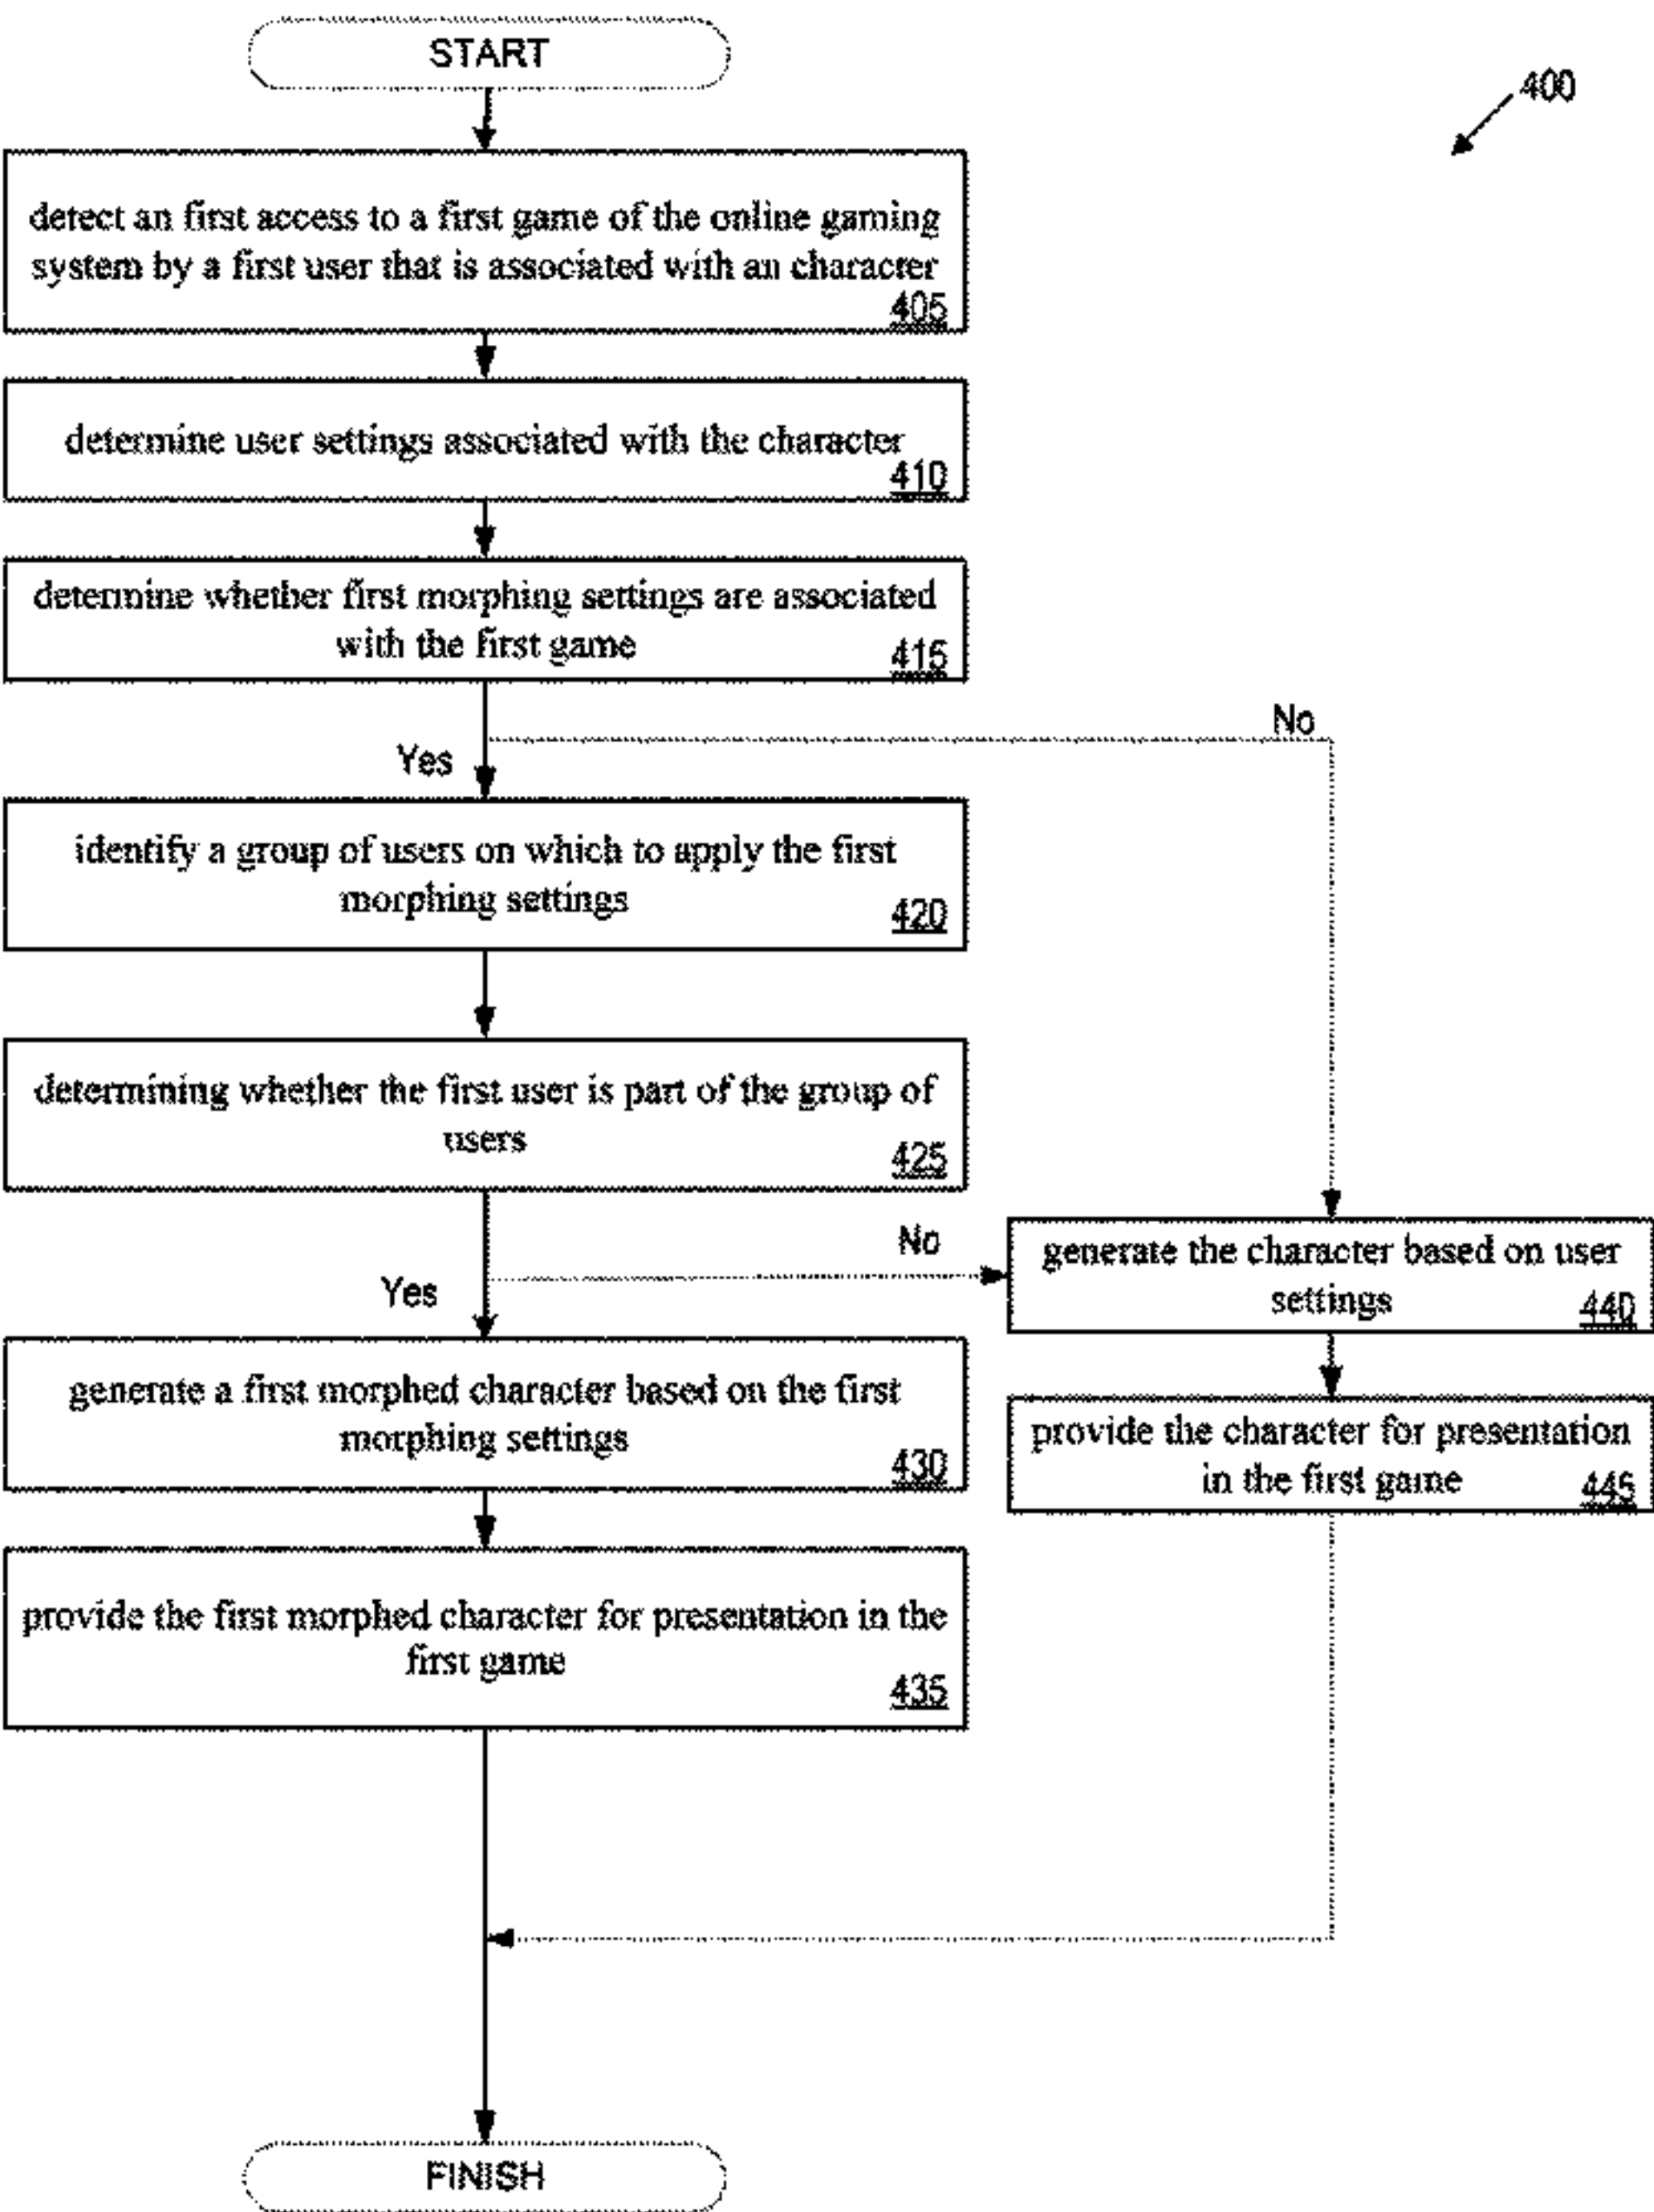 START
400
detect an first access to a first game of the online gaming
system by a first user that is associated with an character
405
determine user settings associated with the character
410
determine whether first morphing settings are associated
with the first game
415
No
Yes
identify a group of users on which to apply the first
morphing settings
420
determining whether the first user is part of the group of
users
425
No
Yes
generate the character based on user
settings
440
generate a first morphed character based on the first
morphing settings
430
provide the character for presentation
in the first game
445
provide the first morphed character for presentation in the
first game
435
FINISH